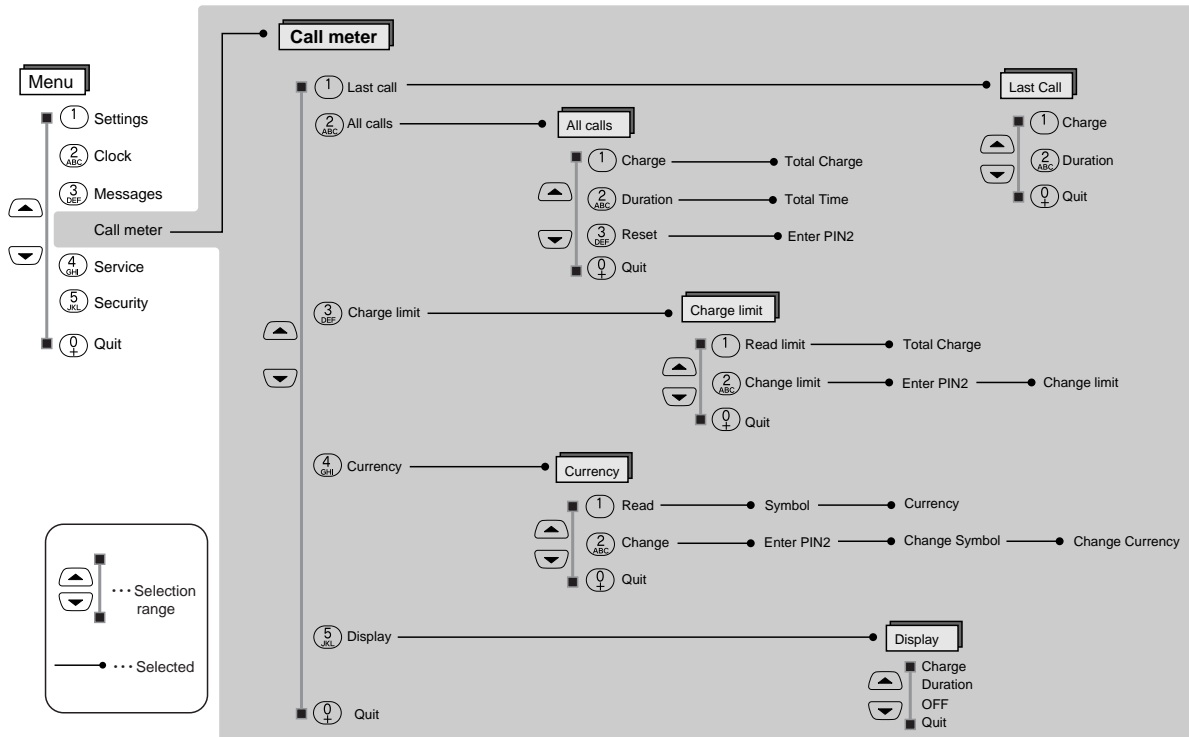 Call meter
Menu
1 Settings
2 ABC Clock
3 DEF Messages
Call meter
4 GHI Service
5 JKL Security
0 + Quit
1 Last call
Last Call
1 Charge
2 ABC Duration
0 + Quit
2 ABC All calls
All calls
1 Charge Total Charge
2 ABC Duration Total Time
3 DEF Reset Enter PIN2
0 + Quit
3 DEF Charge limit
Charge limit
1 Read limit Total Charge
2 ABC Change limit Enter PIN2 Change limit
0 + Quit
4 GHI Currency
Currency
1 Read Symbol Currency
2 ABC Change Enter PIN2 Change Symbol Change Currency
0 + Quit
5 JKL Display
Display
Charge
Duration
OFF
Quit
0 + Quit
···Selection
range
···Selected